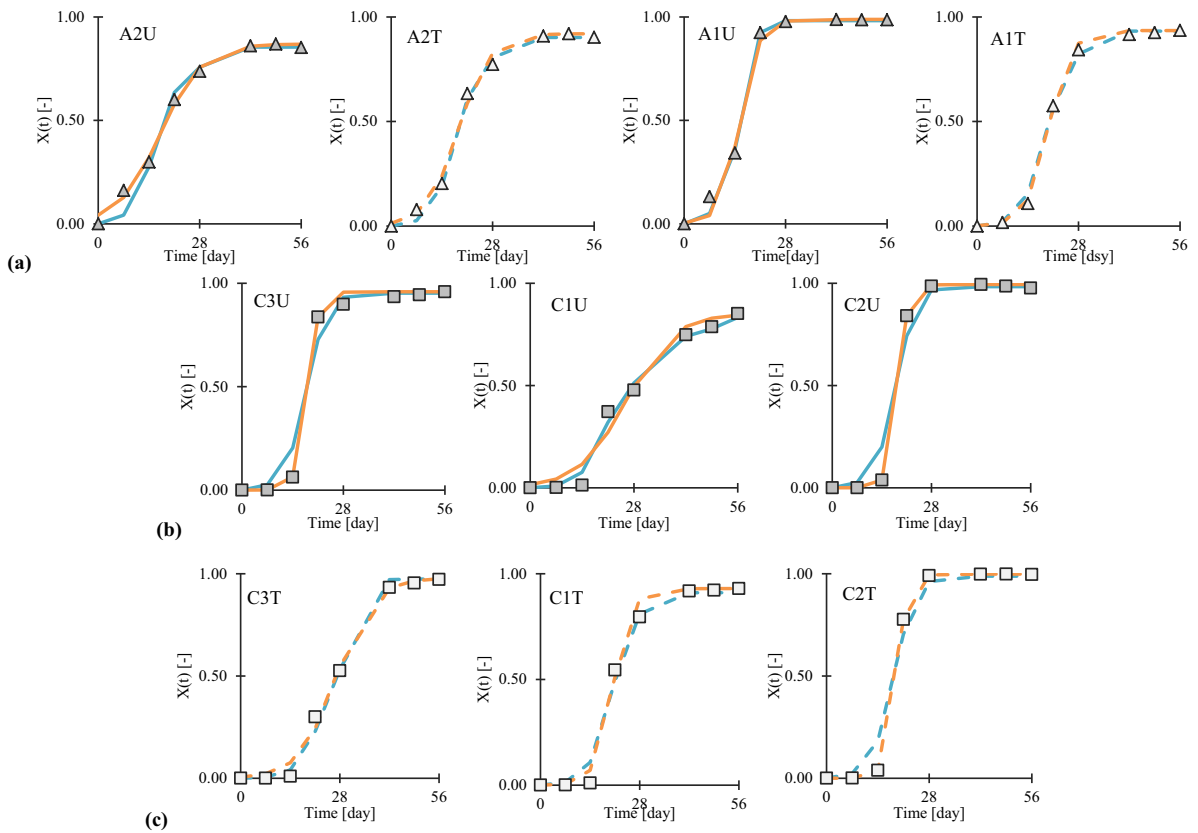 1.00 1.00 1.00 1.00
A2U A2T A1U A1T
X(t) [-] X(t) [-] X(t) [-] X(t) [-]
0.50 0.50 0.50 0.50
0.00 0.00 0.00 0.00
0 28 56 0 28 56 0 28 56 0 28 56
Time [day] Time [day] Time [day] Time [dsy]
(a)
1.00 1.00 1.00
C3U C1U C2U
X(t) [-] X(t) [-] X(t) [-]
0.50 0.50 0.50
0.00 0.00 0.00
0 28 56 0 28 56 0 28 56
Time [day] Time [day] Time [day]
(b)
1.00 1.00 1.00
C3T C1T C2T
X(t) [-] X(t) [-] X(t) [-]
0.50 0.50 0.50
0.00 0.00 0.00
0 28 56 0 28 56 0 28 56
Time [day] Time [day] Time [day]
(c)